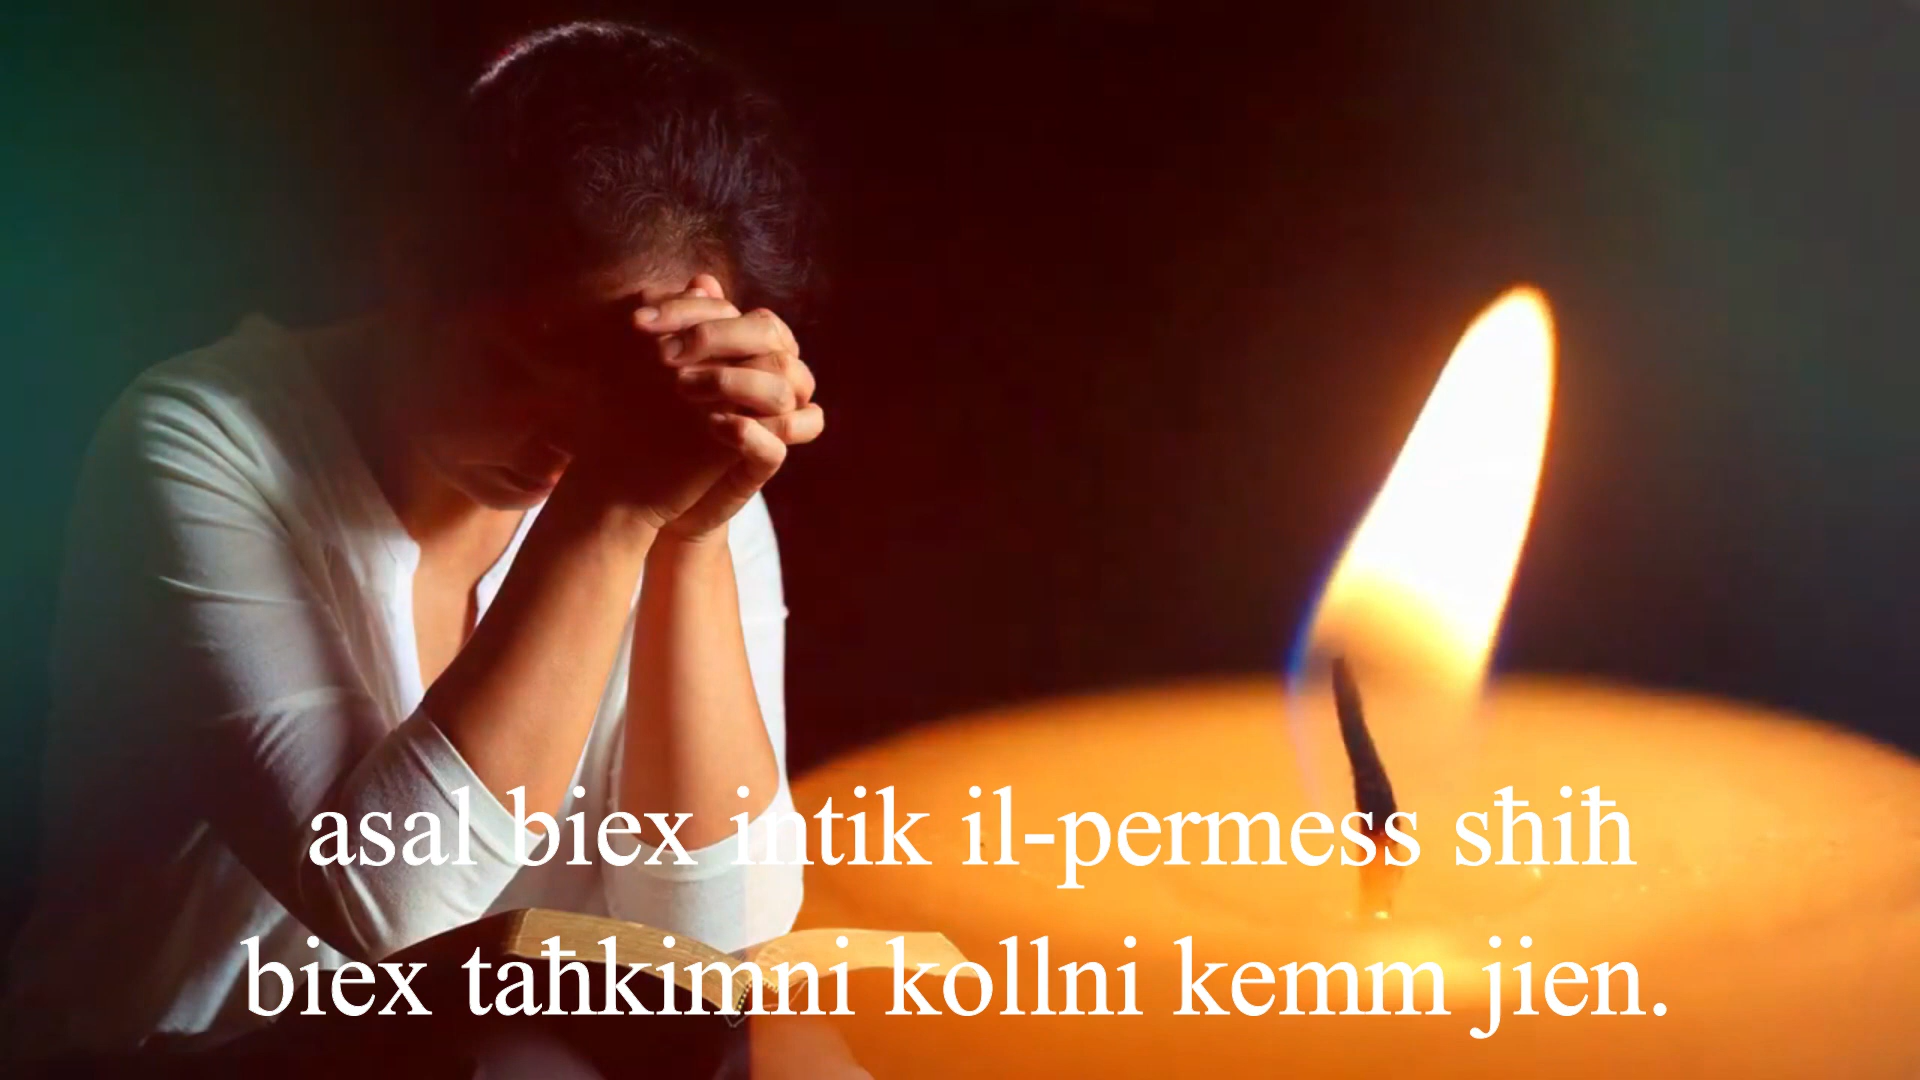 asal biex intik il-permess sħiħ
biex taħkimni kollni kemm jien.